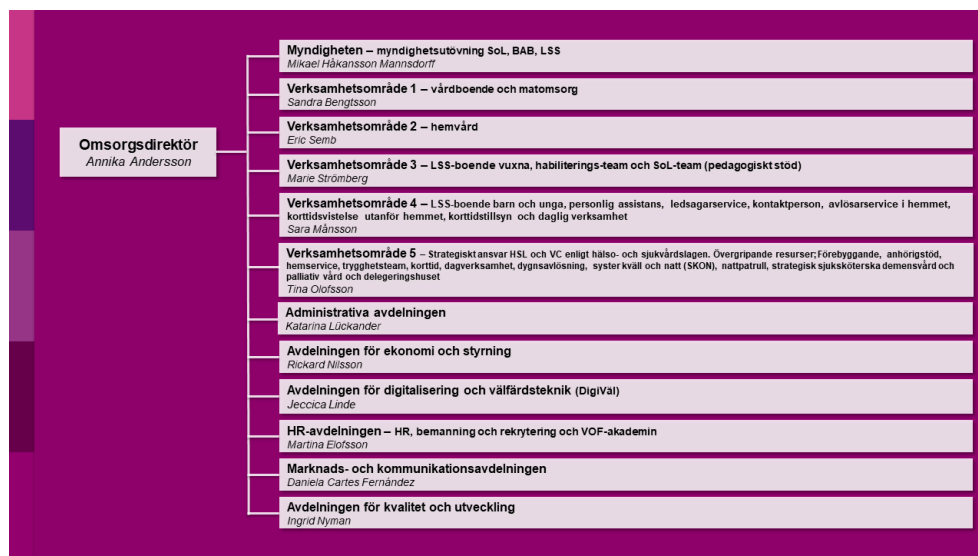 Omsorgsdirektör
Annika Andersson
Myndigheten – myndighetsutövning SoL, BAB, LSS
Mikael Håkansson Mannsdorff
Verksamhetsområde 1 – vårdboende och matomsorg
Sandra Bengtsson
Verksamhetsområde 2 – hemvård
Eric Semb
Verksamhetsområde 3 – LSS-boende vuxna, habiliterings-team och SoL-team (pedagogiskt stöd)
Marie Strömberg
Verksamhetsområde 4 – LSS-boende barn och unga, personlig assistans, ledsagarservice, kontaktperson, avlösarservice i hemmet,
korttidsvistelse utanför hemmet, korttidstillsyn och daglig verksamhet
Sara Månsson
Verksamhetsområde 5 – Strategiskt ansvar HSL och VC enligt hälso- och sjukvårdslagen. Övergripande resurser; Förebyggande, anhörigstöd,
hemservice, trygghetsteam, korttid, dagverksamhet, dygnsavlösning, syster kväll och natt (SKON), nattpatrull, strategisk sjuksköterska demensvård och
palliativ vård och delegeringshuset
Tina Olofsson
Administrativa avdelningen
Katarina Lückander
Avdelningen för ekonomi och styrning
Rickard Nilsson
Avdelningen för digitalisering och välfärdsteknik (DigiVäl)
Jeccica Linde
HR-avdelningen – HR, bemanning och rekrytering och VOF-akademin
Martina Elofsson
Marknads- och kommunikationsavdelningen
Daniela Cartes Fernández
Avdelningen för kvalitet och utveckling
Ingrid Nyman